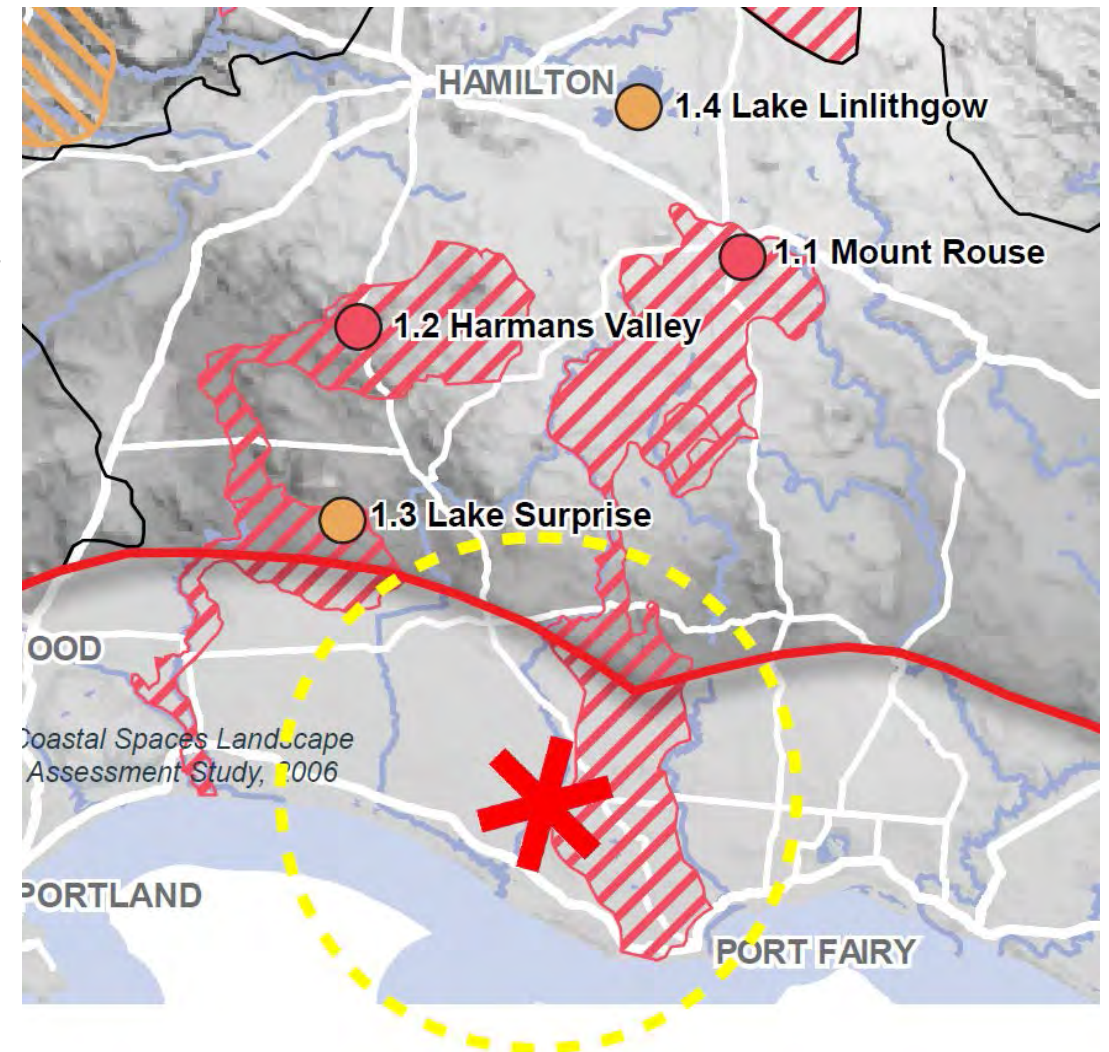 HAMILTON
1.4 Lake Linlithgow
1.1 Mount Rouse
1.2 Harmans Valley
1.3 Lake Surprise
OOD
Coastal Spaces Landscape
Assessment Study, 2006
PORTLAND
PORT FAIRY